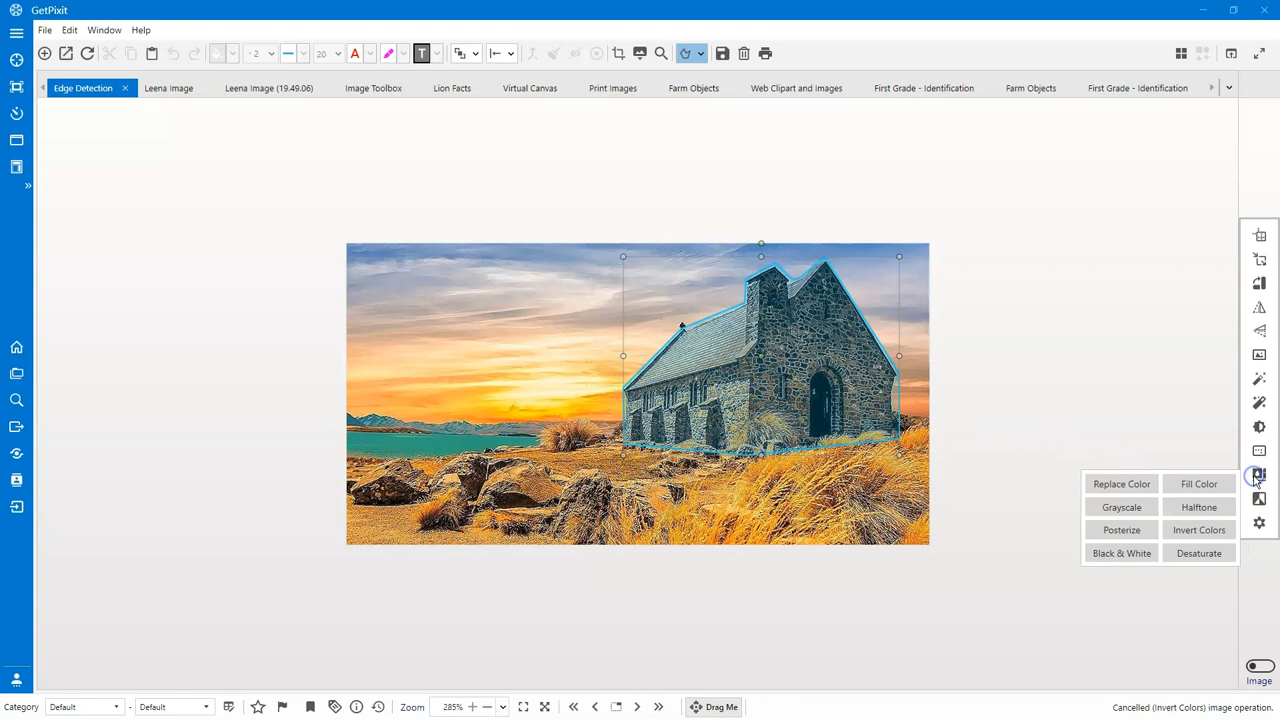 GetPixit
File Edit Window Help
2 20 A T
Edge Detection Leena Image Leena Image (19.49.06) Image Toolbox Lion Facts Virtual Canvas Print Images Farm Objects Web Clipart and Images First Grade - Identification Farm Objects First Grade - Identification
Replace Color Fill Color
Grayscale Halftone
Posterize Invert Colors
Black & White Desaturate
Image
Category Default - Default Zoom 285% Drag Me Cancelled (Invert Colors) image operation.